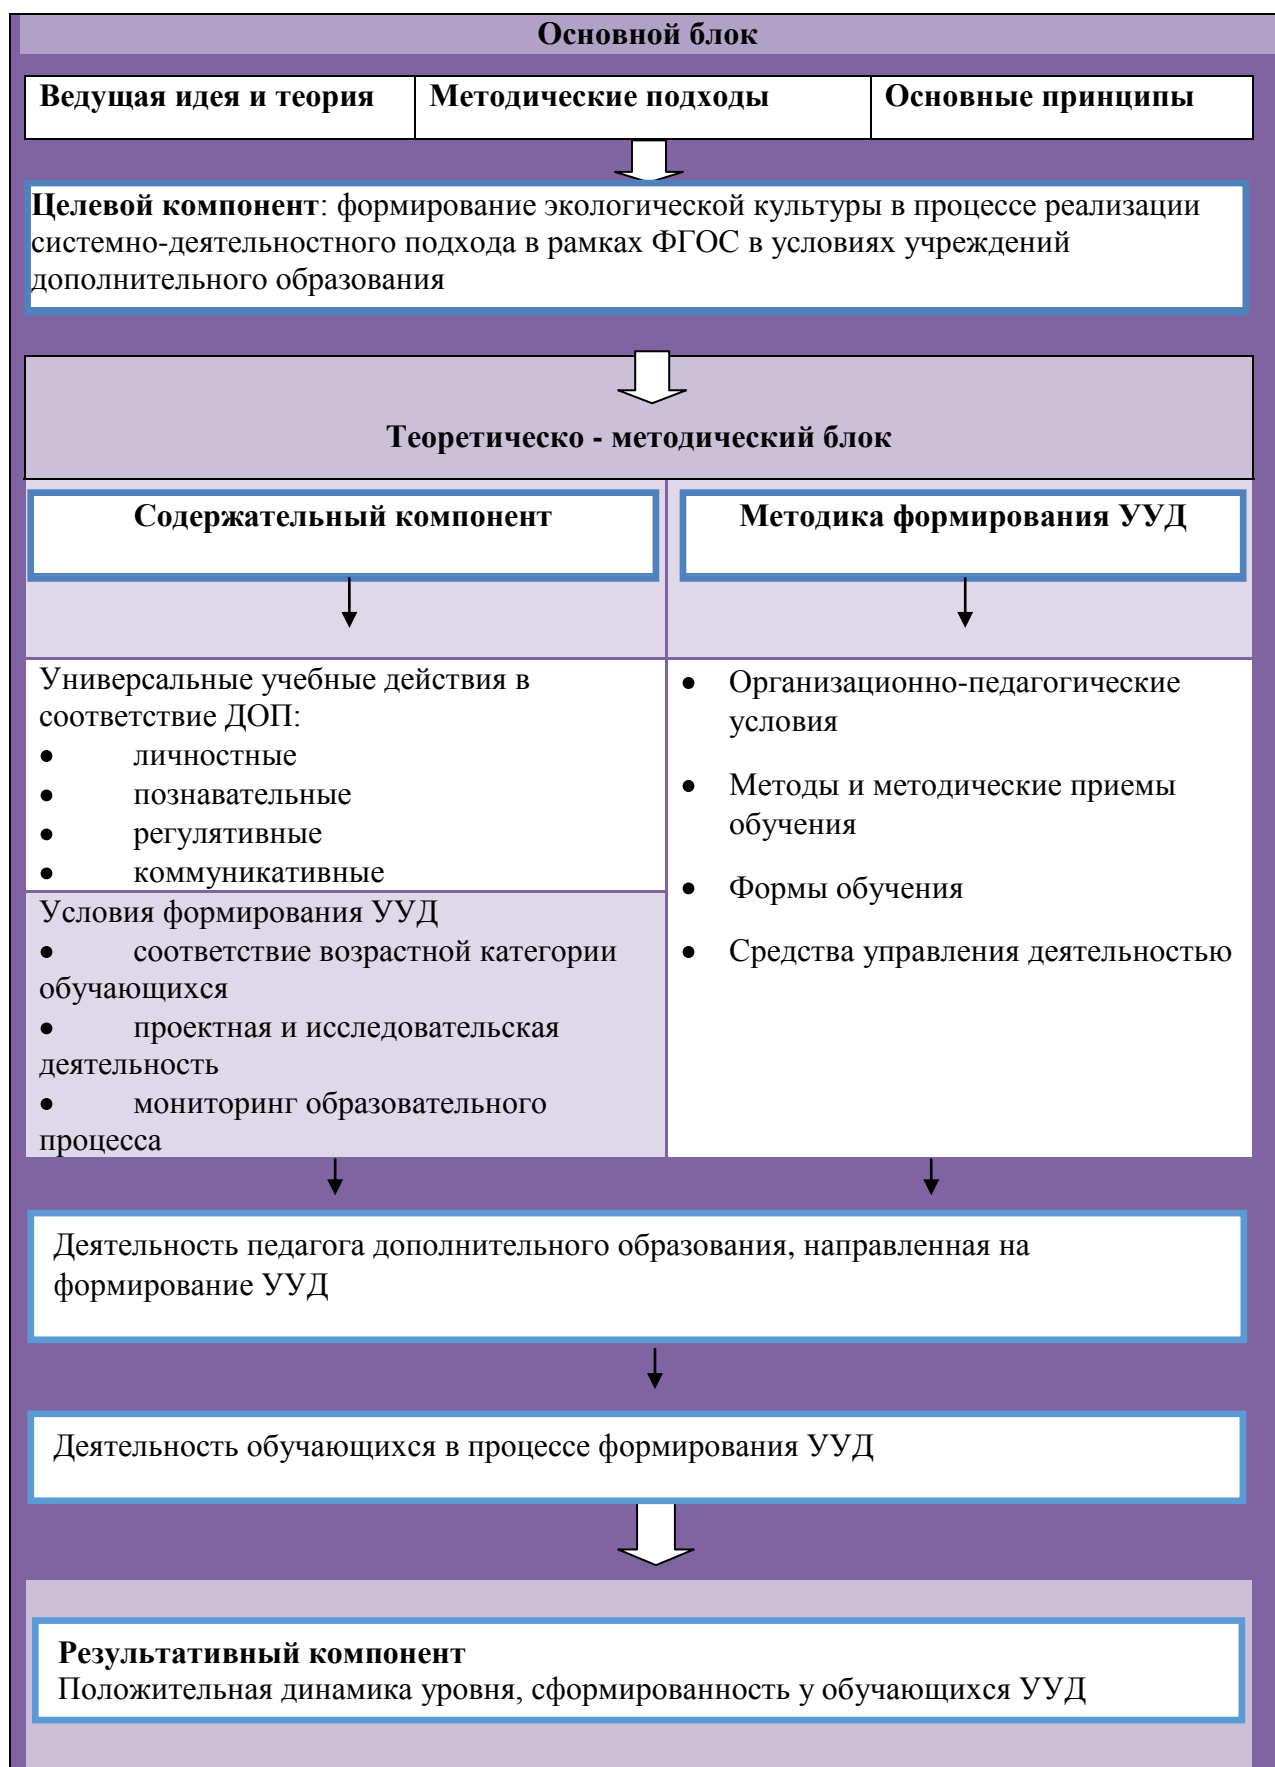 Основной блок
Ведущая идея и теория
Методические подходы
Основные принципы
Целевой компонент: формирование экологической культуры в процессе реализации
системно-деятельностного подхода в рамках ФГОС в условиях учреждений
дополнительного образования
Теоретическо - методический блок
Содержательный компонент
Методика формирования УУД
Универсальные учебные действия в
соответствие ДОП:
• личностные
• познавательные
• регулятивные
• коммуникативные
Условия формирования УУД
• соответствие возрастной категории
обучающихся
• проектная и исследовательская
деятельность
• мониторинг образовательного
процесса
• Организационно-педагогические
условия
• Методы и методические приемы
обучения
• Формы обучения
• Средства управления деятельностью
Деятельность педагога дополнительного образования, направленная на
формирование УУД
Деятельность обучающихся в процессе формирования УУД
Результативный компонент
Положительная динамика уровня, сформированность у обучающихся УУД